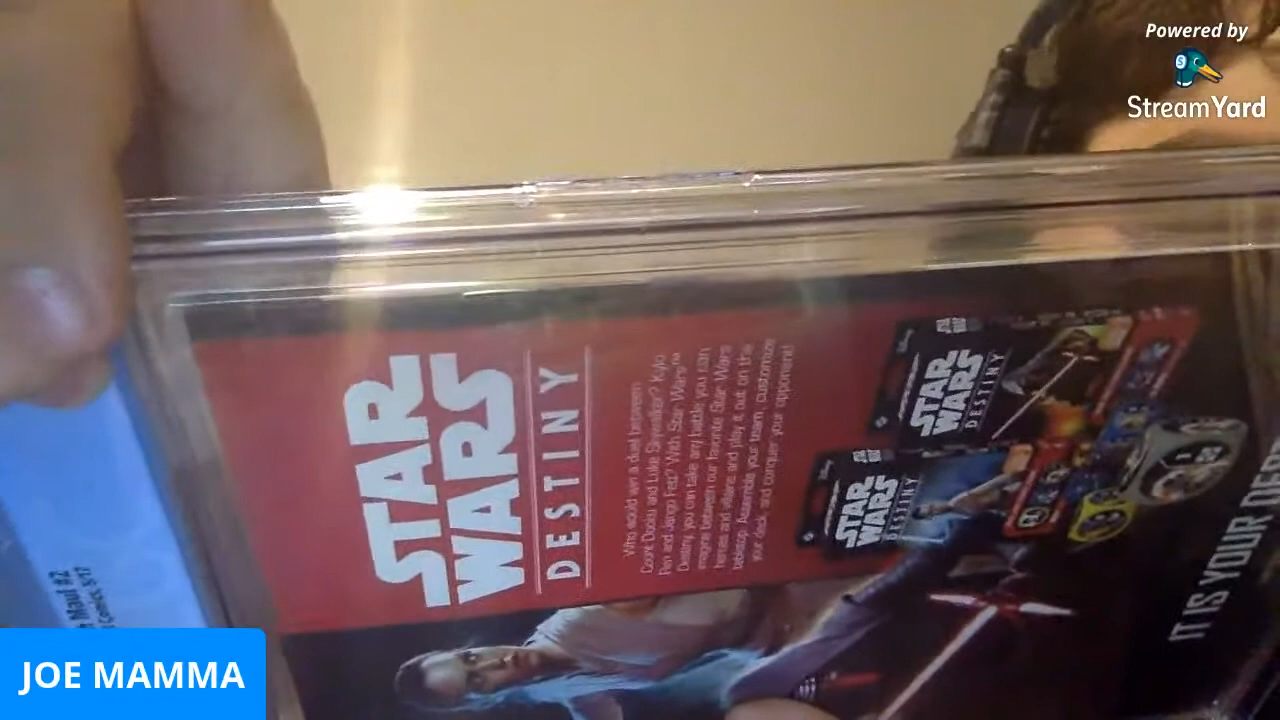 Powered by
StreamYard
STAR
WARS
DESTINY
Who would win a duel between
Count Dooku and Luke Skywalker? Kylo
Ren and Jango Fett? With Star Wars™:
Destiny, you can take any battle you can
imagine between our favorite Star Wars
heroes and villains and play it out on the
tabletop. Assemble your team, customize
your deck, and conquer your opponent!
STAR
WARS
DESTINY
STAR
WARS
DESTINY
IT IS YOUR
Maul #2
Comics, 5/17
JOE MAMMA